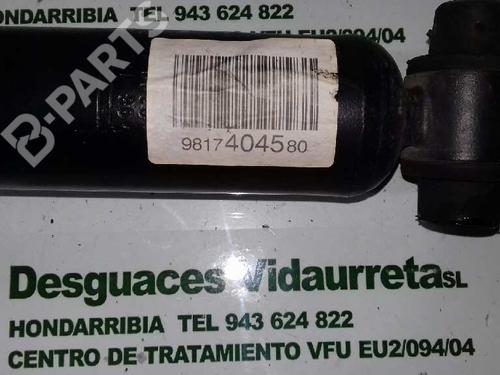 HONDARRIBIA TEL 943 624 822
VFU EU2/094/04
B-PARTS
9817404580
Desguaces Vidaurreta SL
HONDARRIBIA TEL 943 624 822
CENTRO DE TRATAMIENTO VFU EU2/094/04